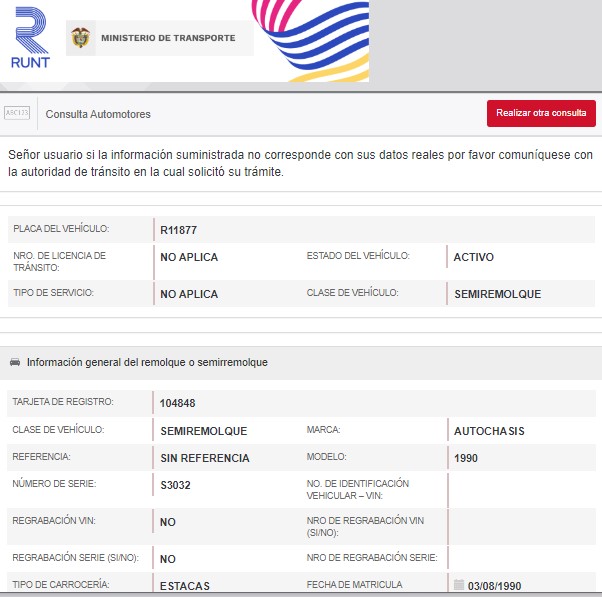 RUNT
MINISTERIO DE TRANSPORTE
ABC123
Consulta Automotores
Realizar otra consulta
Señor usuario si la información suministrada no corresponde con sus datos reales por favor comuníquese con
la autoridad de tránsito en la cual solicitó su trámite.
PLACA DEL VEHÍCULO: R11877
NRO. DE LICENCIA DE
TRÁNSITO: NO APLICA ESTADO DEL VEHÍCULO: ACTIVO
TIPO DE SERVICIO: NO APLICA CLASE DE VEHÍCULO: SEMIREMOLQUE
Información general del remolque o semirremolque
TARJETA DE REGISTRO: 104848
CLASE DE VEHÍCULO: SEMIREMOLQUE MARCA: AUTOCHASIS
REFERENCIA: SIN REFERENCIA MODELO: 1990
NÚMERO DE SERIE: S3032 NO. DE IDENTIFICACIÓN
VEHICULAR – VIN:
REGRABACIÓN VIN: NO NRO DE REGRABACIÓN VIN
(SI/NO):
REGRABACIÓN SERIE (SI/NO): NO NRO DE REGRABACIÓN SERIE:
TIPO DE CARROCERÍA: ESTACAS FECHA DE MATRICULA 03/08/1990